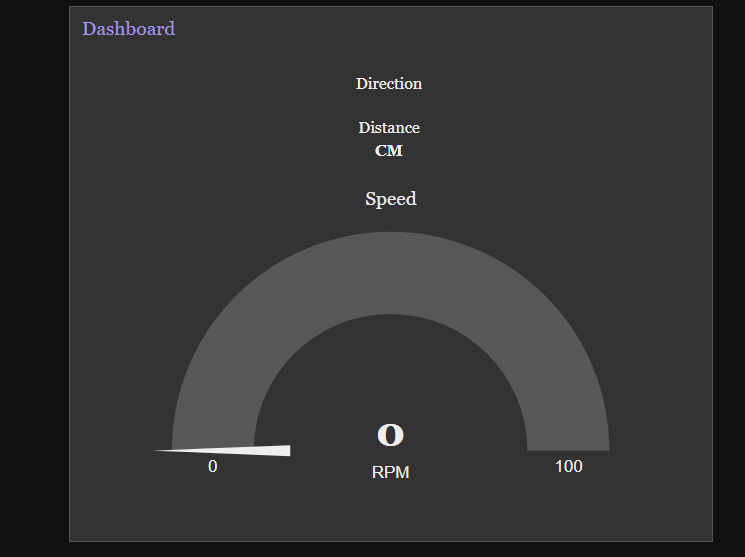 Dashboard
Direction
Distance
CM
Speed
0
0
RPM
100